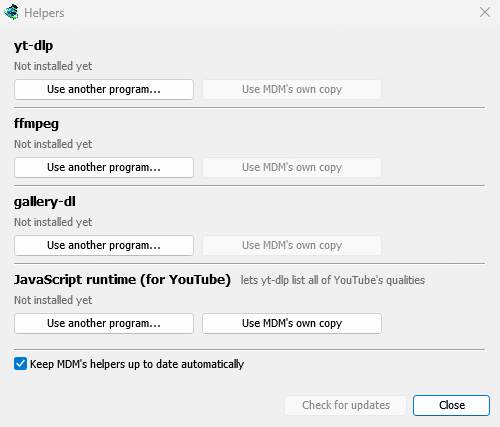 Helpers
yt-dlp
Not installed yet
Use another program...
Use MDM's own copy
ffmpeg
Not installed yet
Use another program...
Use MDM's own copy
gallery-dl
Not installed yet
Use another program...
Use MDM's own copy
JavaScript runtime (for YouTube) lets yt-dlp list all of YouTube's qualities
Not installed yet
Use another program...
Use MDM's own copy
Keep MDM's helpers up to date automatically
Check for updates
Close